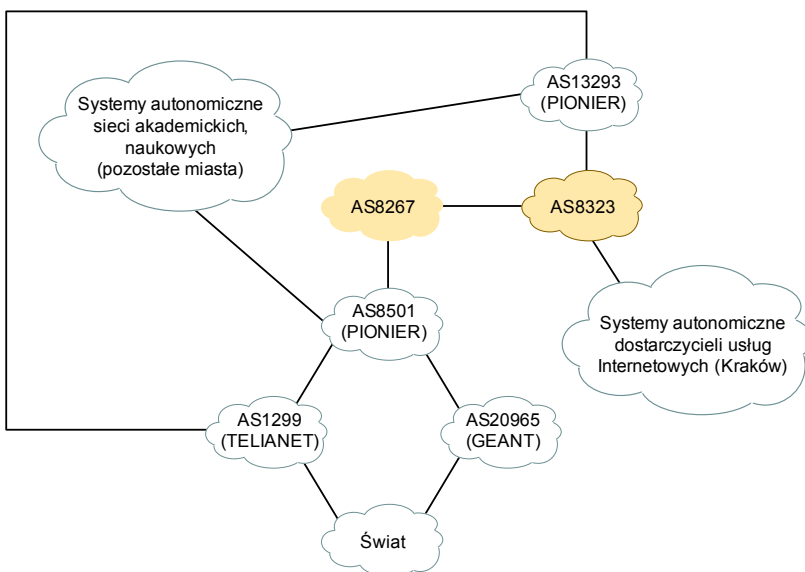 AS13293
(PIONIER)
Systemy autonomiczne
sieci akademickich,
naukowych
(pozostałe miasta)
AS8267
AS8323
AS8501
(PIONIER)
Systemy autonomiczne
dostarczycieli usług
Internetowych (Kraków)
AS1299
(TELIANET)
AS20965
(GEANT)
Świat